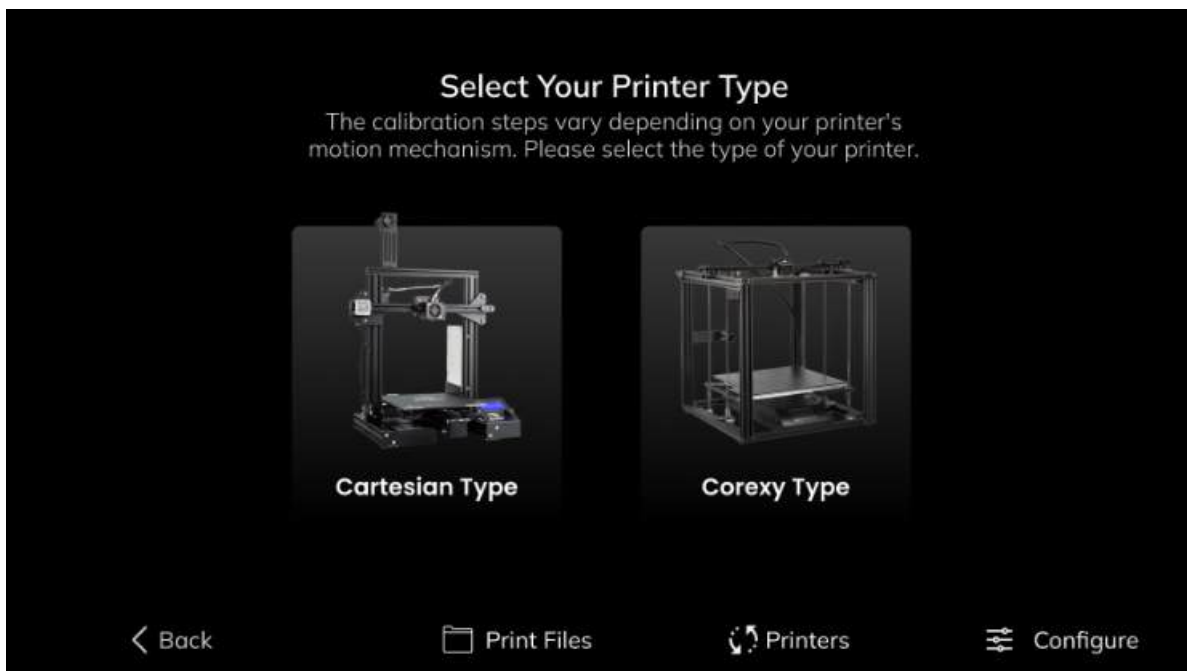 Select Your Printer Type
The calibration steps vary depending on your printer's
motion mechanism. Please select the type of your printer.
Cartesian Type
Corexy Type
Back
Print Files
Printers
Configure